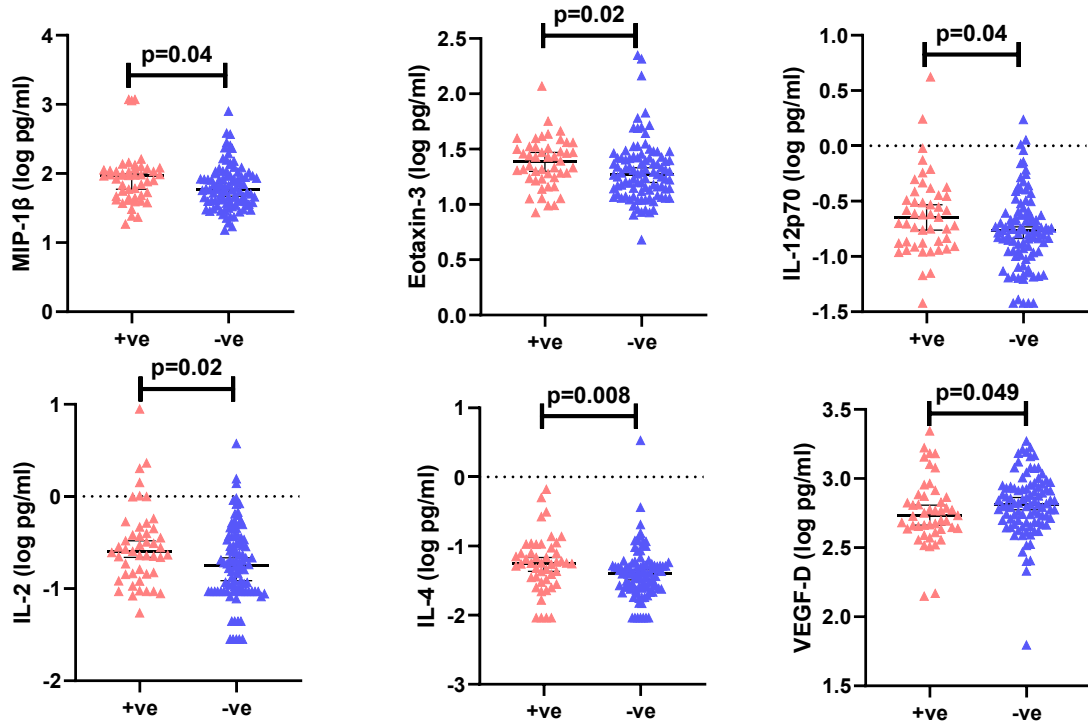 p=0.04
MIP-1β (log pg/ml)
4
3
2
1
0
+ve -ve
p=0.02
Eotaxin-3 (log pg/ml)
2.5
2.0
1.5
1.0
0.5
0.0
+ve -ve
p=0.04
IL-12p70 (log pg/ml)
1.0
0.5
0.0
-0.5
-1.0
-1.5
+ve -ve
p=0.02
IL-2 (log pg/ml)
1
0
-1
-2
+ve -ve
p=0.008
IL-4 (log pg/ml)
1
0
-1
-2
-3
+ve -ve
p=0.049
VEGF-D (log pg/ml)
3.5
3.0
2.5
2.0
1.5
+ve -ve